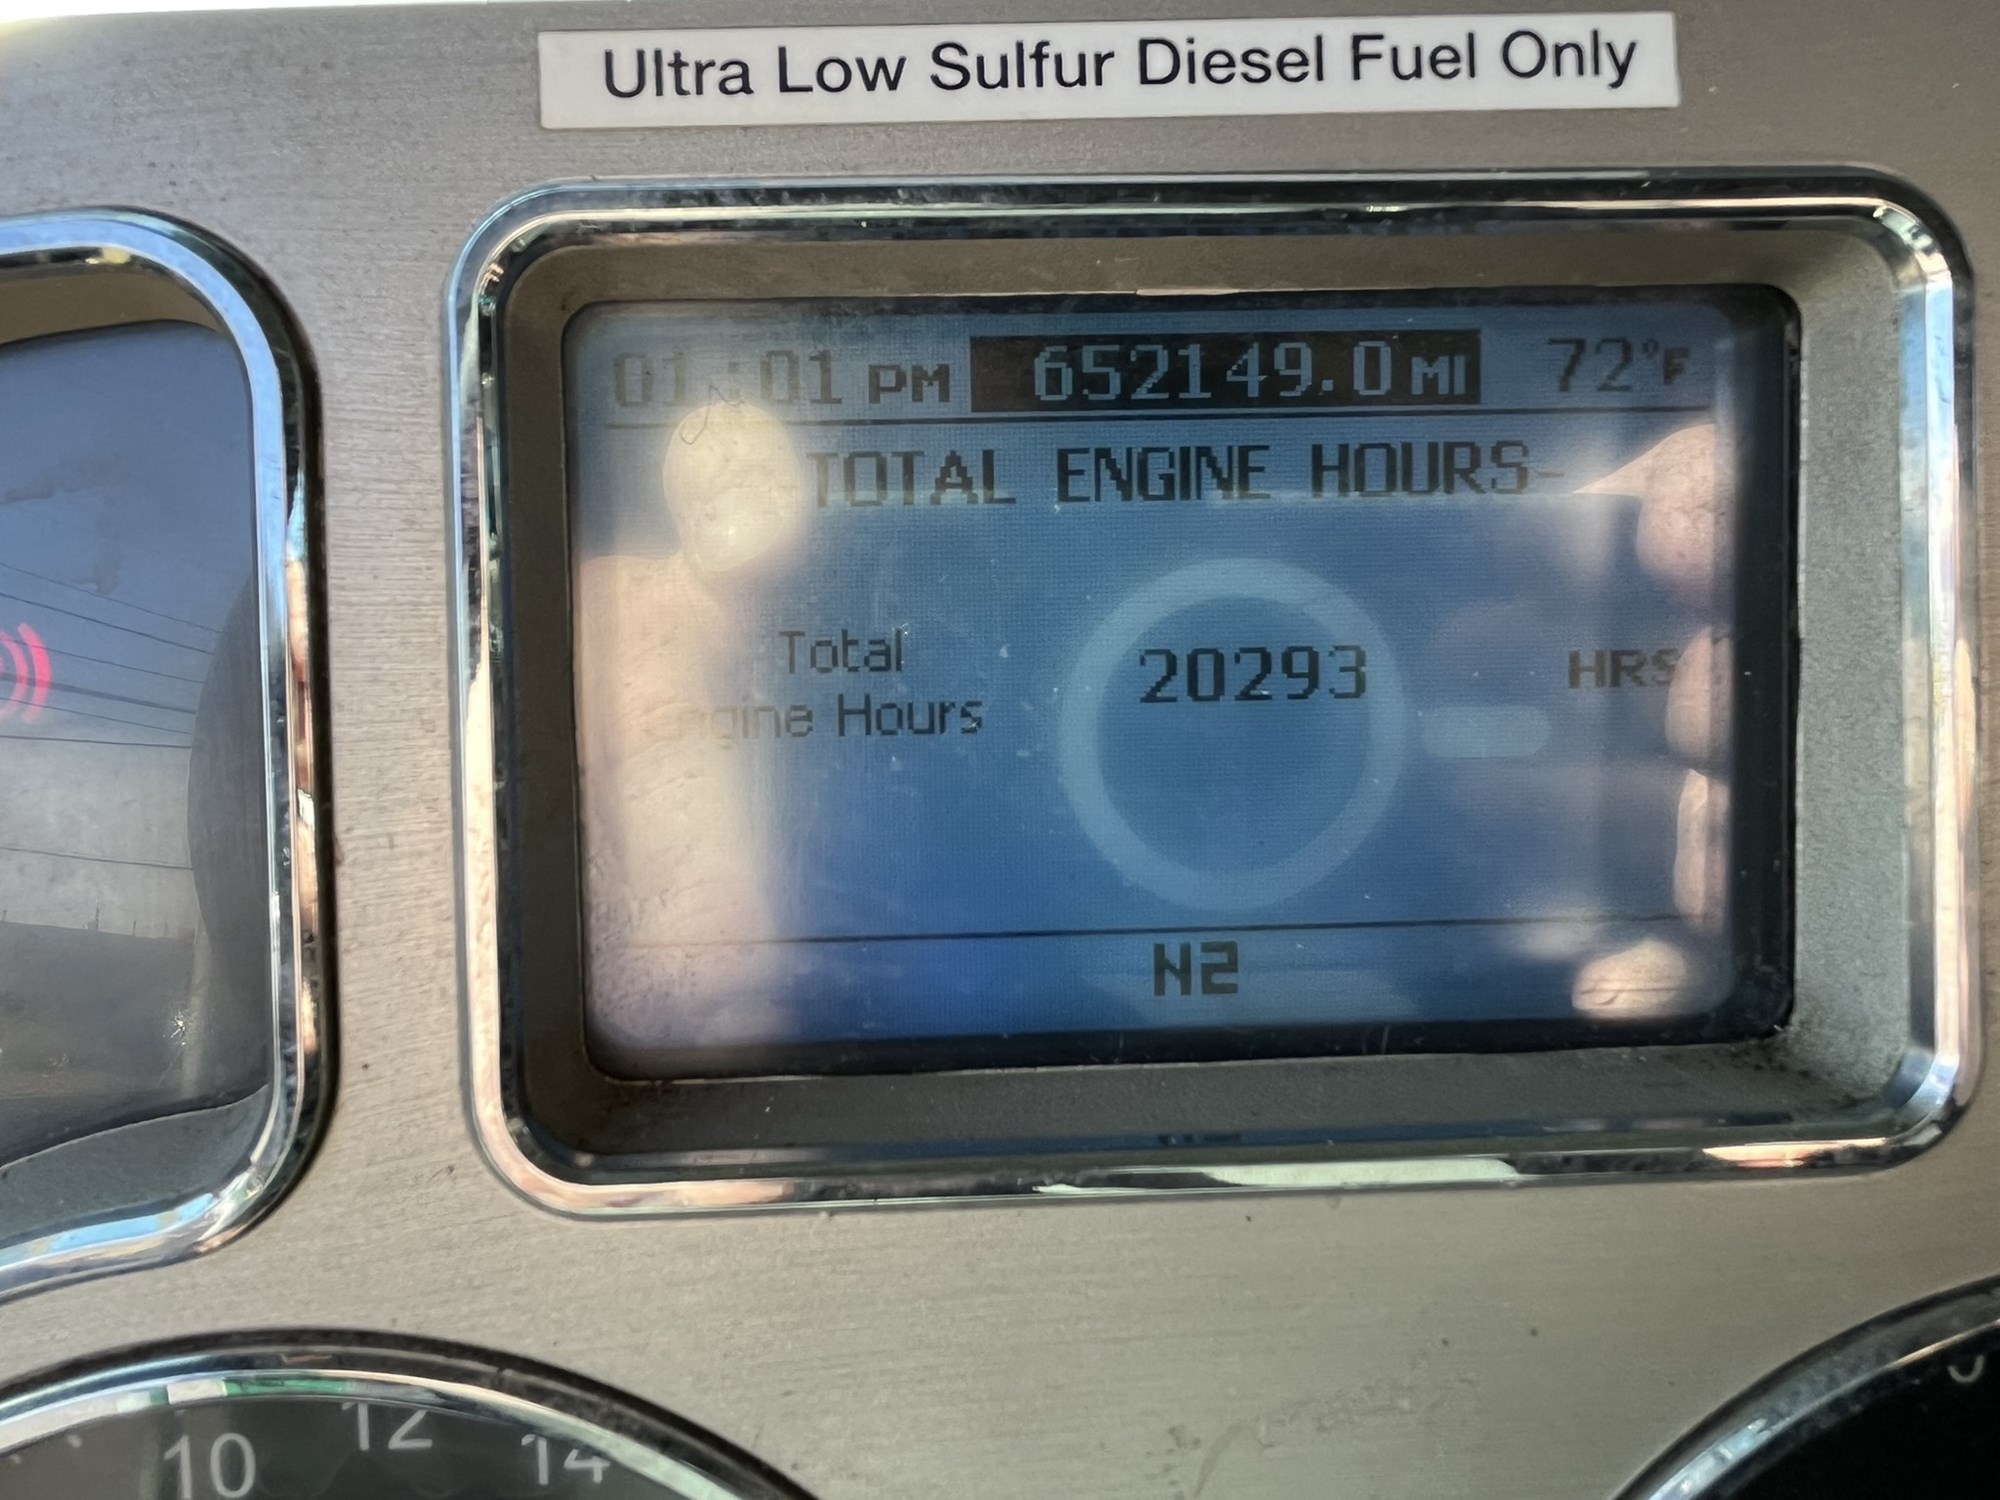 Ultra Low Sulfur Diesel Fuel Only
01:01 PM 652149.0 MI 72°F
-TOTAL ENGINE HOURS-
Total
Engine Hours
20293 HRS
N2
10 12 14